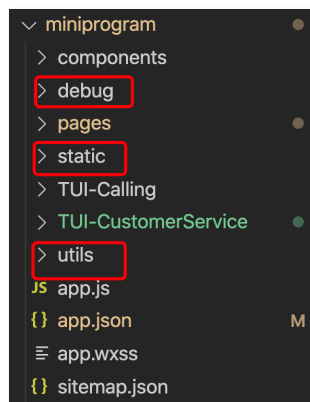 miniprogram
components
debug
pages
static
TUI-Calling
TUI-CustomerService
utils
JS app.js
{} app.json M
app.wxss
{} sitemap.json